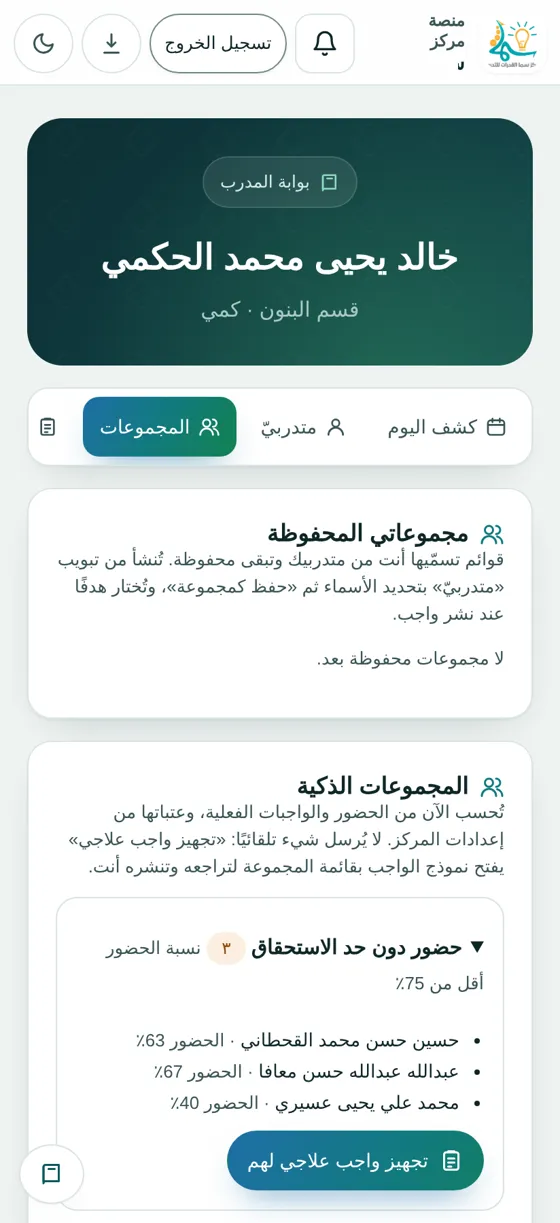 منصة
مركز
تسجيل الخروج
بوابة المدرب
خالد يحيى محمد الحكمي
قسم البنون · كمي
كشف اليوم
متدربيّ
المجموعات
مجموعاتي المحفوظة
قوائم تسمّيها أنت من متدربيك وتبقى محفوظة. تُنشأ من تبويب
«متدربيّ» بتحديد الأسماء ثم «حفظ كمجموعة»، وتُختار هدفًا
عند نشر واجب.
لا مجموعات محفوظة بعد.
المجموعات الذكية
تُحسب الآن من الحضور والواجبات الفعلية، وعتباتها من
إعدادات المركز. لا يُرسل شيء تلقائيًا: «تجهيز واجب علاجي»
يفتح نموذج الواجب بقائمة المجموعة لتراجعه وتنشره أنت.
حضور دون حد الاستحقاق ٣ نسبة الحضور
أقل من 75٪
حسين حسن محمد القحطاني · الحضور 63٪
عبدالله عبدالله حسن معافا · الحضور 67٪
محمد علي يحيى عسيري · الحضور 40٪
تجهيز واجب علاجي لهم